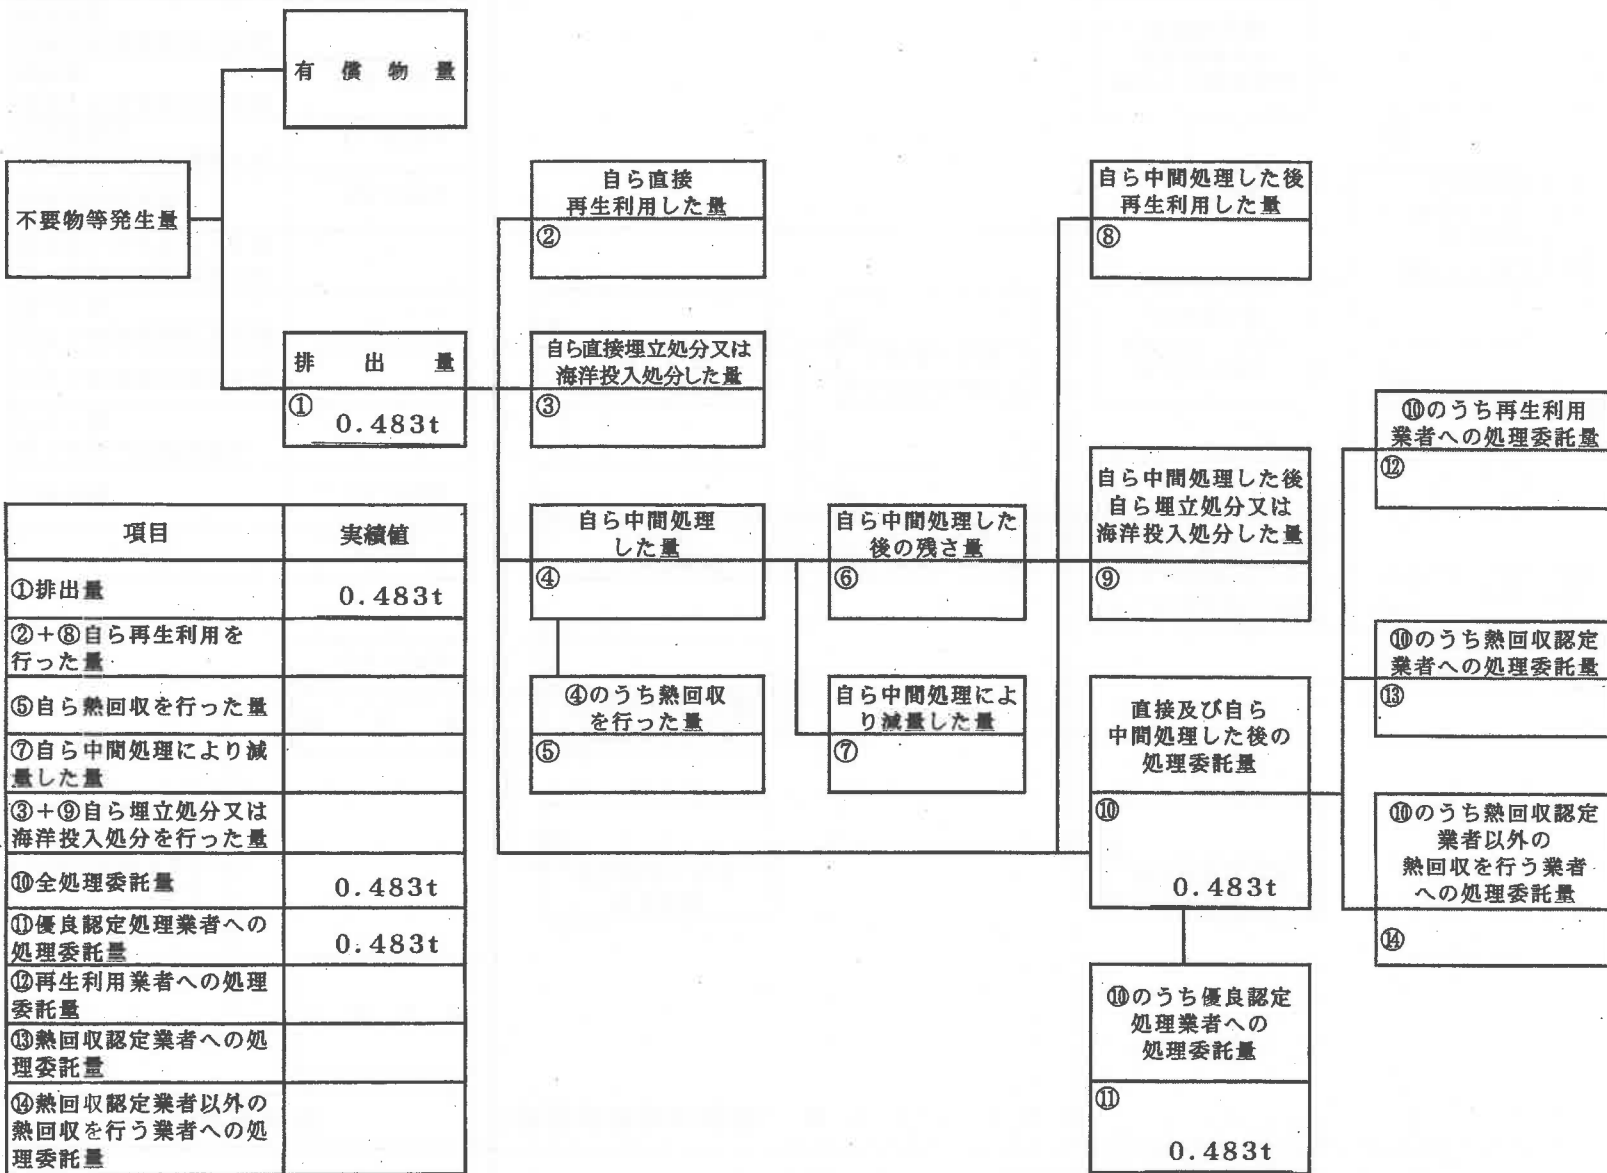 有償物量
不要物等発生量
自ら直接
再生利用した量
②
自ら中間処理した後
再生利用した量
⑧
排出量
①
0.483t
自ら直接埋立処分又は
海洋投入処分した量
③
⑩のうち再生利用
業者への処理委託量
⑫
自ら中間処理
した量
④
自ら中間処理した
後の残さ量
⑥
自ら中間処理した後
自ら埋立処分又は
海洋投入処分した量
⑨
④のうち熱回収
を行った量
⑤
自ら中間処理によ
り減量した量
⑦
直接及び自ら
中間処理した後の
処理委託量
⑩
0.483t
⑩のうち熱回収認定
業者への処理委託量
⑬
⑩のうち熱回収認定
業者以外の
熱回収を行う業者
への処理委託量
⑭
⑩のうち優良認定
処理業者への
処理委託量
⑪
0.483t
項目 実績値
①排出量 0.483t
②+⑧自ら再生利用を
行った量
⑤自ら熱回収を行った量
⑦自ら中間処理により減
量した量
③+⑨自ら埋立処分又は
海洋投入処分を行った量
⑩全処理委託量 0.483t
⑪優良認定処理業者への
処理委託量 0.483t
⑫再生利用業者への処理
委託量
⑬熱回収認定業者への処
理委託量
⑭熱回収認定業者以外の
熱回収を行う業者への処
理委託量